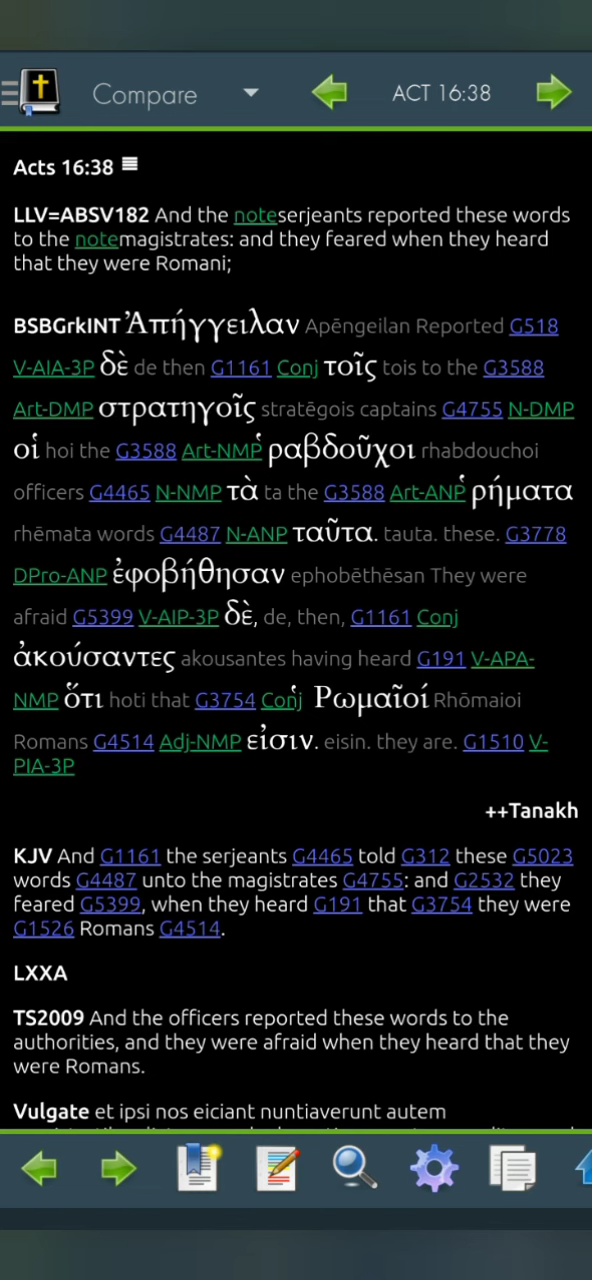 Compare
ACT 16:38
Acts 16:38
LLV=ABSV182 And the noteserjeants reported these words
to the notemagistrates: and they feared when they heard
that they were Romani;
BSBGrkINT Ἀπήγγειλαν Apēngeilan Reported G518
V-AIA-3P δὲ de then G1161 Conj τοῖς tois to the G3588
Art-DMP στρατηγοῖς stratēgois captains G4755 N-DMP
οἱ hoi the G3588 Art-NMP ῥαβδοῦχοι rhabdouchoi
officers G4465 N-NMP τὰ ta the G3588 Art-ANP ῥήματα
rhēmata words G4487 N-ANP ταῦτα. tauta. these. G3778
DPro-ANP ἐφοβήθησαν ephobēthēsan They were
afraid G5399 V-AIP-3P δὲ, de, then, G1161 Conj
ἀκούσαντες akousantes having heard G191 V-APA-
NMP ὅτι hoti that G3754 Conj Ῥωμαῖοί Rhōmaioi
Romans G4514 Adj-NMP εἰσιν. eisin. they are. G1510 V-
PIA-3P
++Tanakh
KJV And G1161 the serjeants G4465 told G312 these G5023
words G4487 unto the magistrates G4755: and G2532 they
feared G5399, when they heard G191 that G3754 they were
G1526 Romans G4514.
LXXA
TS2009 And the officers reported these words to the
authorities, and they were afraid when they heard that they
were Romans.
Vulgate et ipsi nos eiciant nuntiaverunt autem